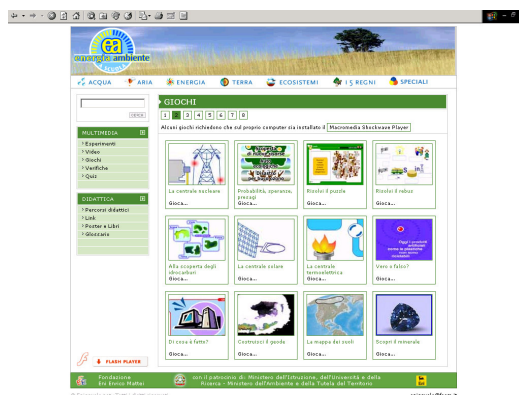 ea
energia ambiente
ACQUA
ARIA
ENERGIA
TERRA
ECOSISTEMI
I 5 REGNI
SPECIALI
CERCA
MULTIMEDIA
Esperimenti
Video
Giochi
Verifiche
Quiz
DIDATTICA
Percorsi didattici
Link
Poster e Libri
Glossario
FLASH PLAYER
GIOCHI
1 2 3 4 5 6 7 8
Alcuni giochi richiedono che sul proprio computer sia installato il Macromedia Shockwave Player
La centrale nucleare
Gioca...
Probabilità, speranze, presagi
Gioca...
Risolvi il puzzle
Gioca...
Risolvi il rebus
Gioca...
Alla scoperta degli
idrocarburi
Gioca...
La centrale solare
Gioca...
La centrale
termoelettrica
Gioca...
Oggi i prodotti
Vero o falso?
Gioca...
Di cosa è fatto?
Gioca...
Costruisci il geode
Gioca...
La mappa dei suoli
Gioca...
Scopri il minerale
Gioca...
Fondazione
Eni Enrico Mattei
con il patrocinio di: Ministero dell'Istruzione, dell'Università e della
Ricerca - Ministero dell'Ambiente e della Tutela del Territorio